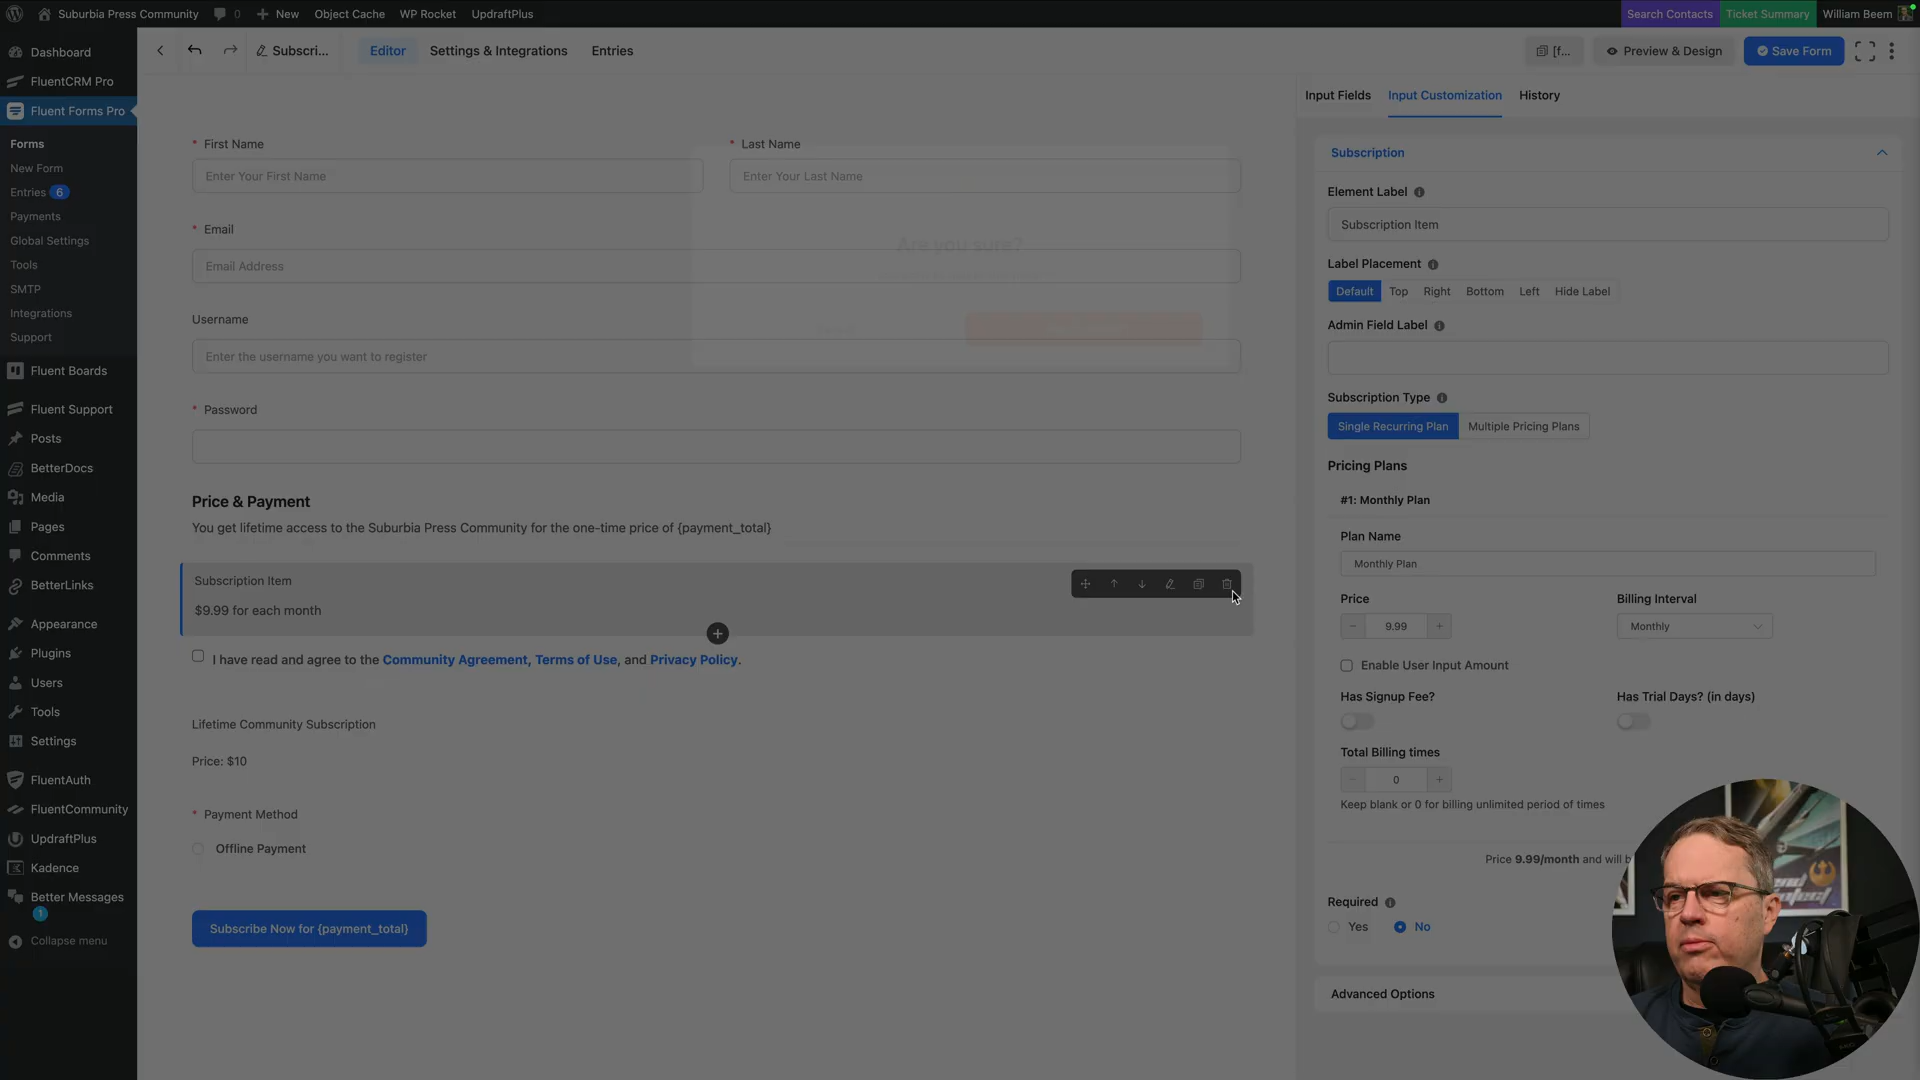 Suburbia Press Community
0
New
Object Cache
WP Rocket
UpdraftPlus
Search Contacts
Ticket Summary
William Beem
Dashboard
FluentCRM Pro
Fluent Forms Pro
Forms
New Form
Entries 6
Payments
Global Settings
Tools
SMTP
Integrations
Support
Fluent Boards
Fluent Support
Posts
BetterDocs
Media
Pages
Comments
BetterLinks
Appearance
Plugins
Users
Tools
Settings
FluentAuth
FluentCommunity
UpdraftPlus
Kadence
Better Messages
1
Collapse menu
Subscri...
Editor
Settings & Integrations
Entries
[f...
Preview & Design
Save Form
* First Name
Enter Your First Name
* Last Name
Enter Your Last Name
Are you sure?
* Email
Email Address
Username
Enter the username you want to register
* Password
Price & Payment
You get lifetime access to the Suburbia Press Community for the one-time price of {payment_total}
Subscription Item
$9.99 for each month
I have read and agree to the Community Agreement, Terms of Use, and Privacy Policy.
Lifetime Community Subscription
Price: $10
* Payment Method
Offline Payment
Subscribe Now for {payment_total}
Input Fields
Input Customization
History
Subscription
Element Label
Subscription Item
Label Placement
Default
Top
Right
Bottom
Left
Hide Label
Admin Field Label
Subscription Type
Single Recurring Plan
Multiple Pricing Plans
Pricing Plans
#1: Monthly Plan
Plan Name
Monthly Plan
Price
Billing Interval
− 9.99 +
Monthly
Enable User Input Amount
Has Signup Fee?
Has Trial Days? (in days)
Total Billing times
− 0 +
Keep blank or 0 for billing unlimited period of times
Price 9.99/month and will b
Required
Yes
No
Advanced Options